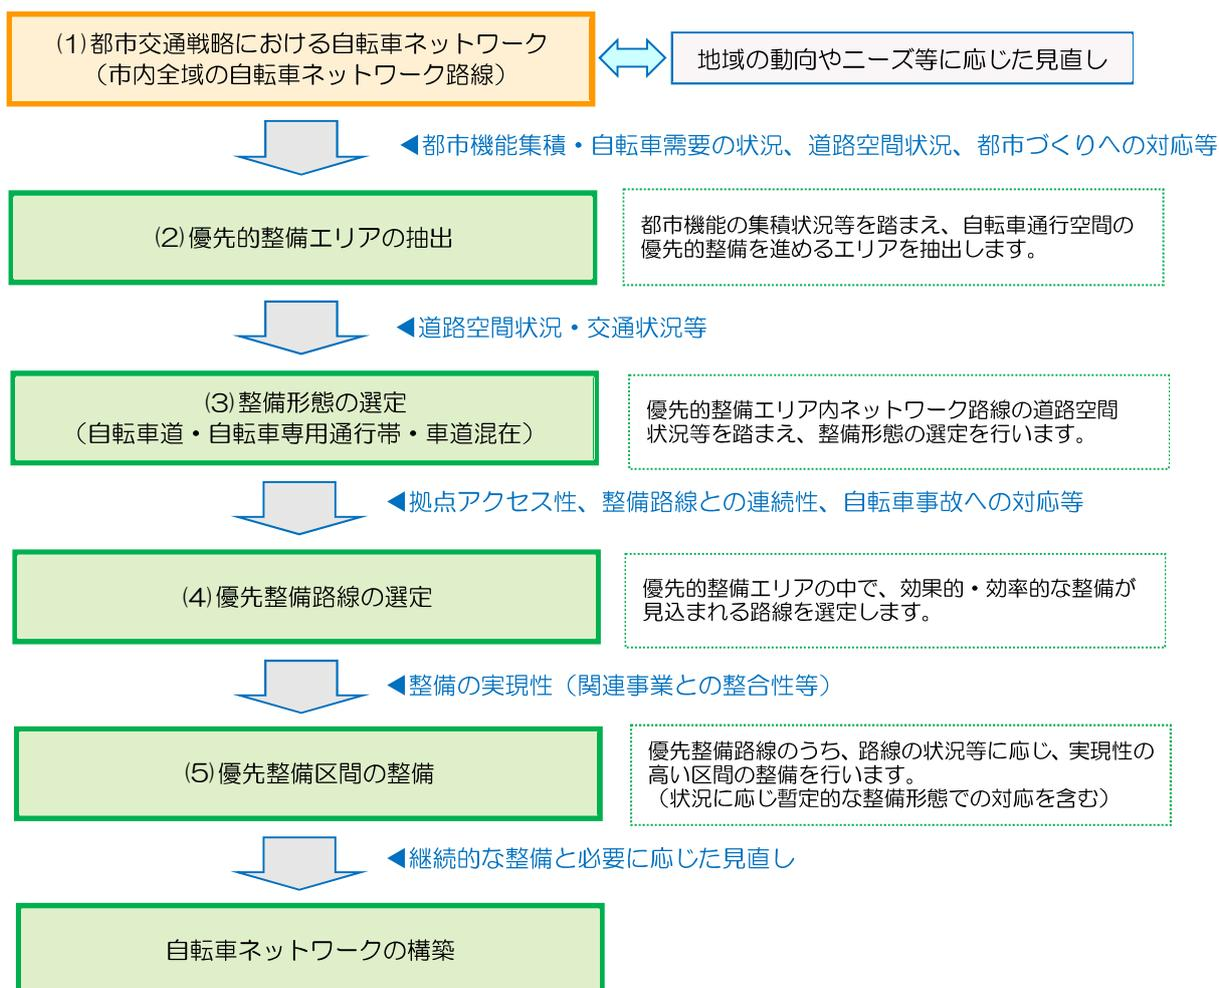 (1)都市交通戦略における自転車ネットワーク
（市内全域の自転車ネットワーク路線）
地域の動向やニーズ等に応じた見直し
◀都市機能集積・自転車需要の状況、道路空間状況、都市づくりへの対応等
(2)優先的整備エリアの抽出
都市機能の集積状況等を踏まえ、自転車通行空間の
優先的整備を進めるエリアを抽出します。
◀道路空間状況・交通状況等
(3)整備形態の選定
（自転車道・自転車専用通行帯・車道混在）
優先的整備エリア内ネットワーク路線の道路空間
状況等を踏まえ、整備形態の選定を行います。
◀拠点アクセス性、整備路線との連続性、自転車事故への対応等
(4)優先整備路線の選定
優先的整備エリアの中で、効果的・効率的な整備が
見込まれる路線を選定します。
◀整備の実現性（関連事業との整合性等）
(5)優先整備区間の整備
優先整備路線のうち、路線の状況等に応じ、実現性の
高い区間の整備を行います。
（状況に応じ暫定的な整備形態での対応を含む）
◀継続的な整備と必要に応じた見直し
自転車ネットワークの構築